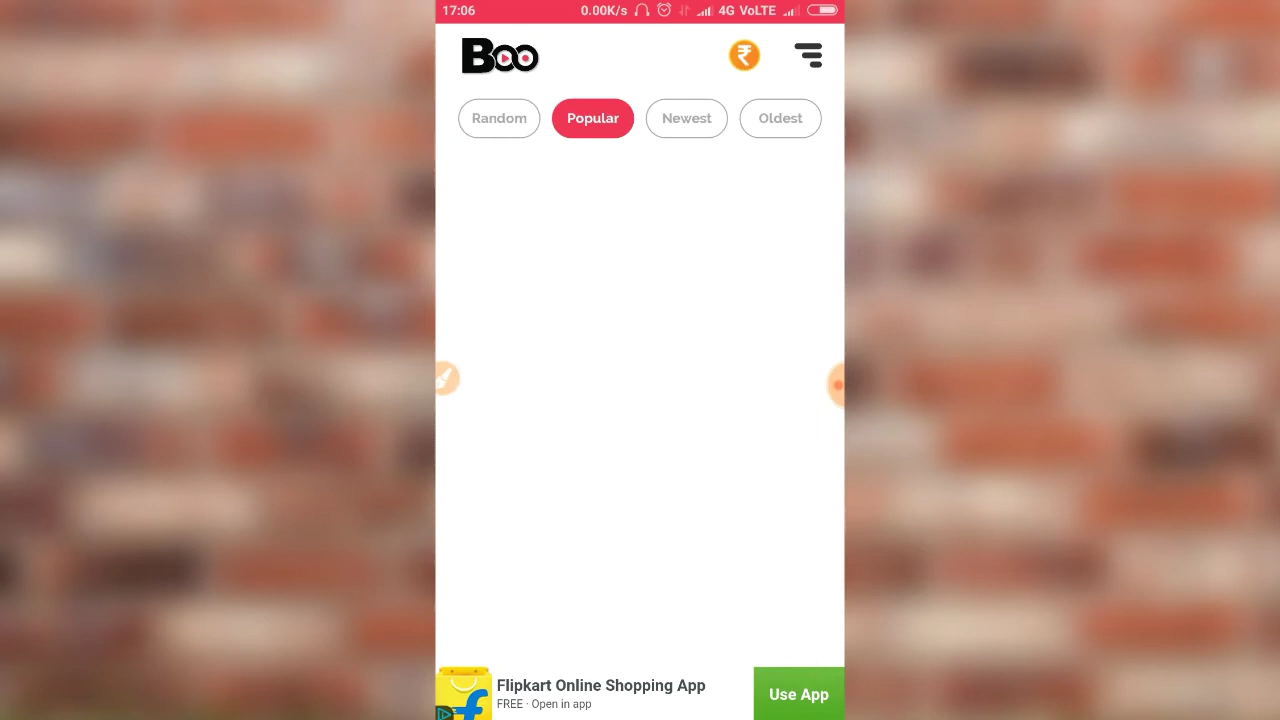 17:06 0.00K/s 4G VoLTE
Boo ₹
Random Popular Newest Oldest
Flipkart Online Shopping App
FREE · Open in app
Use App